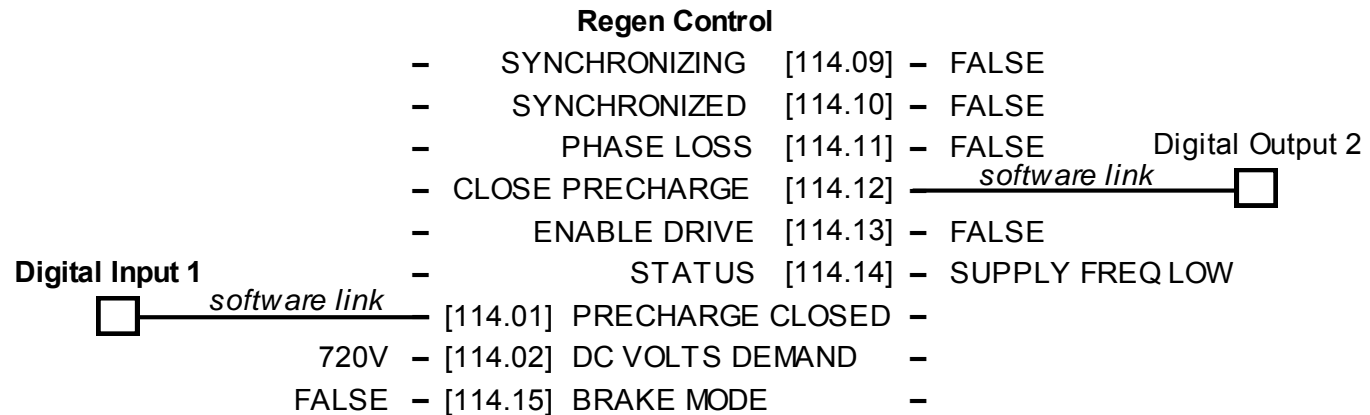 Regen Control
– SYNCHRONIZING [114.09] – FALSE
– SYNCHRONIZED [114.10] – FALSE
– PHASE LOSS [114.11] – FALSE Digital Output 2
– CLOSE PRECHARGE [114.12] – software link
– ENABLE DRIVE [114.13] – FALSE
Digital Input 1 – STATUS [114.14] – SUPPLY FREQ LOW
software link – [114.01] PRECHARGE CLOSED –
720V – [114.02] DC VOLTS DEMAND –
FALSE – [114.15] BRAKE MODE –